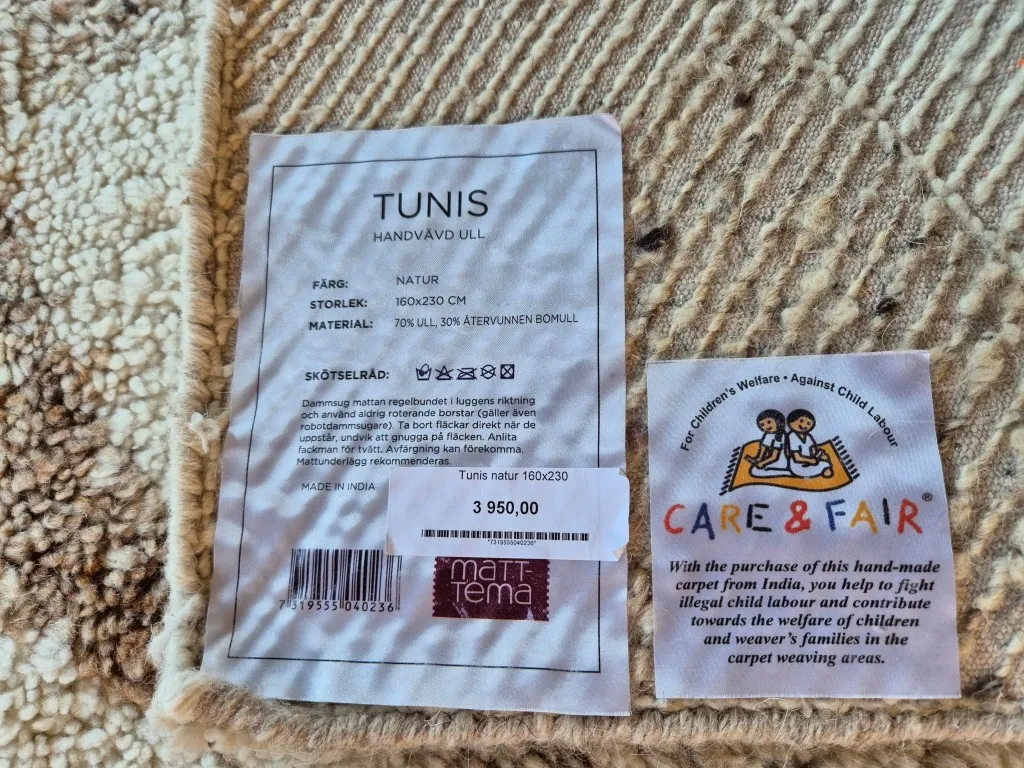 TUNIS
HANDVÄVD ULL
FÄRG: NATUR
STORLEK: 160x230 CM
MATERIAL: 70% ULL, 30% ÅTERVUNNEN BOMULL
SKÖTSELRÅD:
Dammsug mattan regelbundet i luggens riktning
och använd aldrig roterande borstar (gäller även
robotdammsugare). Ta bort fläckar direkt när de
uppstår, undvik att gnugga på fläcken. Anlita
fackman för tvätt. Avfärgning kan förekomma.
Mattunderlägg rekommenderas.
MADE IN INDIA
Tunis natur 160x230
3 950,00
*7319555040236*
7 319555 040236
MATT
TEMA
For Children's Welfare • Against Child Labour
CARE & FAIR®
With the purchase of this hand-made
carpet from India, you help to fight
illegal child labour and contribute
towards the welfare of children
and weaver's families in the
carpet weaving areas.